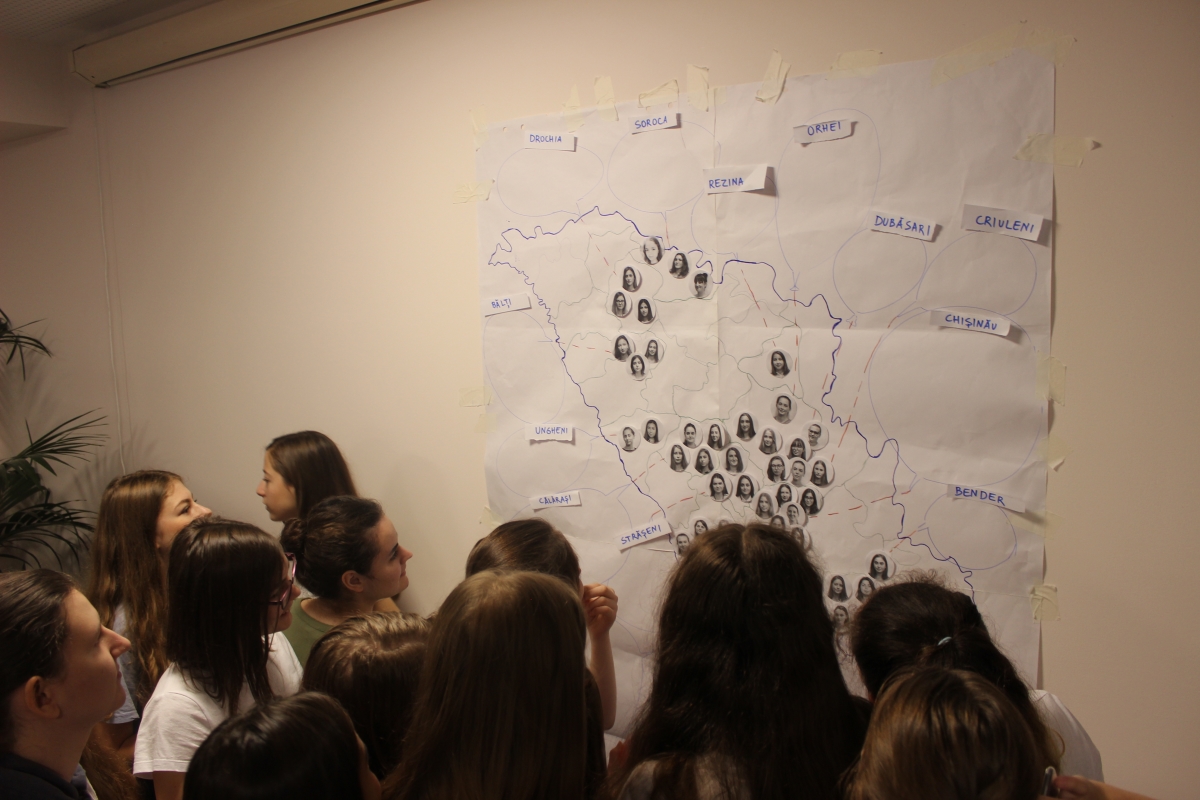 DROCHIA
SOROCA
ORHEI
REZINA
DUBĂSARI
CRIULENI
BĂLȚI
CHIȘINĂU
UNGHENI
CĂLĂRAȘI
BENDER
STRĂȘENI